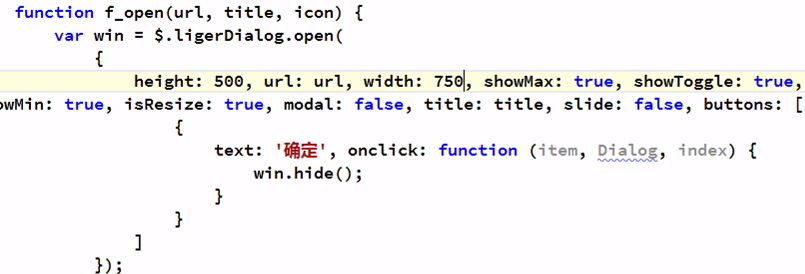 function f_open(url, title, icon) {
var win = $.ligerDialog.open(
{
height: 500, url: url, width: 750, showMax: true, showToggle: true,
owMin: true, isResize: true, modal: false, title: title, slide: false, buttons: [
{
text: '确定', onclick: function (item, Dialog, index) {
win.hide();
}
}
]
});